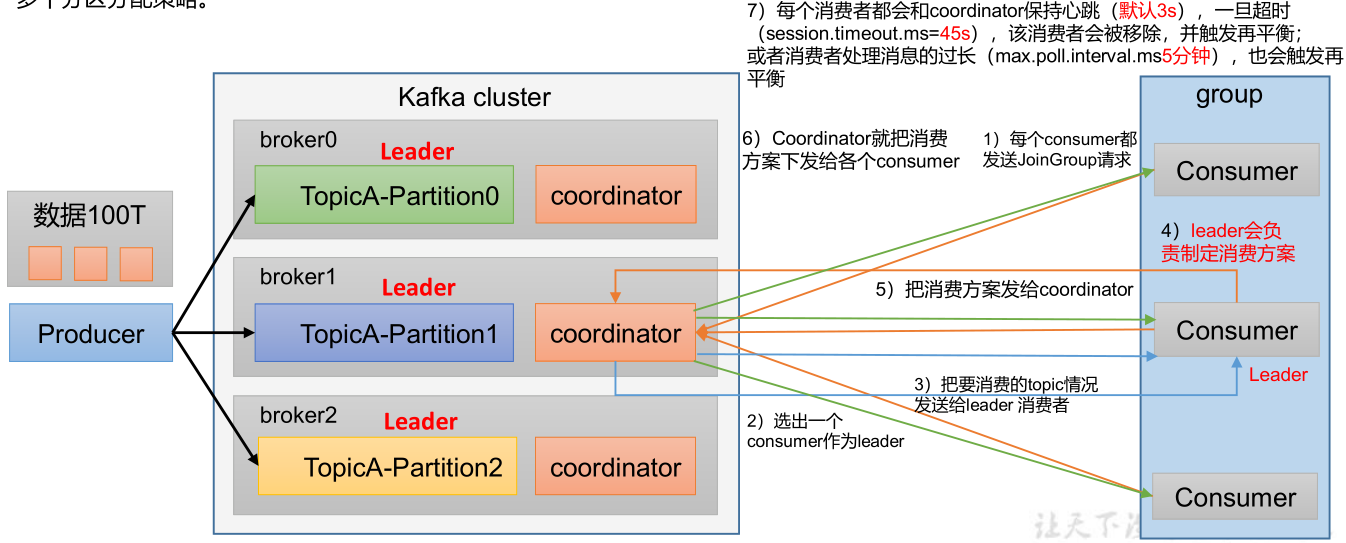 多个分区分配策略。
7）每个消费者都会和coordinator保持心跳（默认3s），一旦超时
（session.timeout.ms=45s），该消费者会被移除，并触发再平衡；
或者消费者处理消息的过长（max.poll.interval.ms5分钟），也会触发再
平衡
Kafka cluster
group
broker0
Leader
TopicA-Partition0
coordinator
6）Coordinator就把消费
方案下发给各个consumer
1）每个consumer都
发送JoinGroup请求
Consumer
数据100T
4）leader会负
责制定消费方案
broker1
Leader
5）把消费方案发给coordinator
Producer
TopicA-Partition1
coordinator
Consumer
Leader
3）把要消费的topic情况
发送给leader 消费者
broker2
Leader
2）选出一个
consumer作为leader
TopicA-Partition2
coordinator
Consumer
让天下没